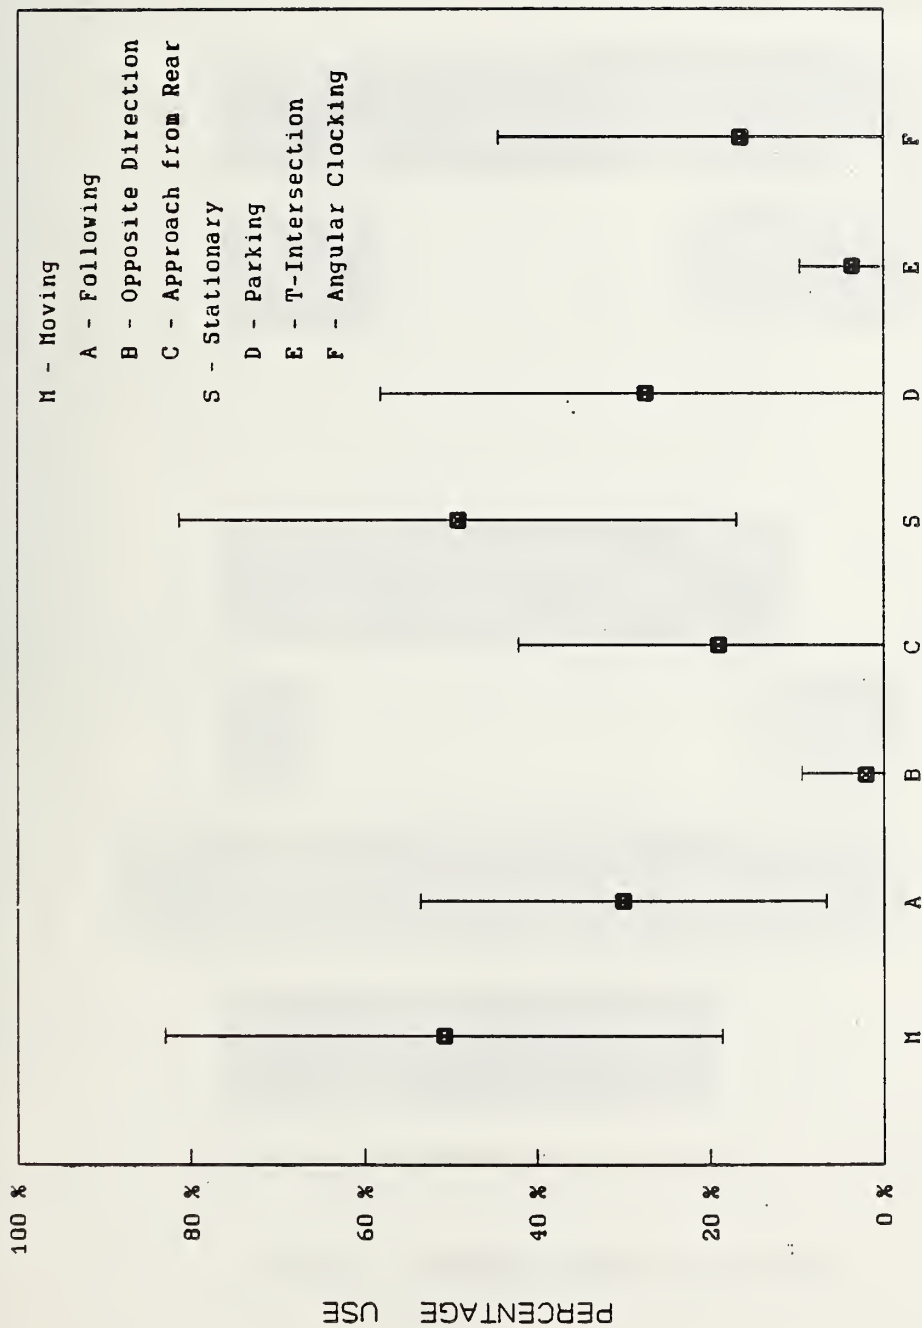 M - Moving
A - Following
B - Opposite Direction
C - Approach from Rear
S - Stationary
D - Parking
E - T-Intersection
F - Angular Clocking
100 %
80 %
60 %
40 %
20 %
0 %
PERCENTAGE USE
M A B C S D E F